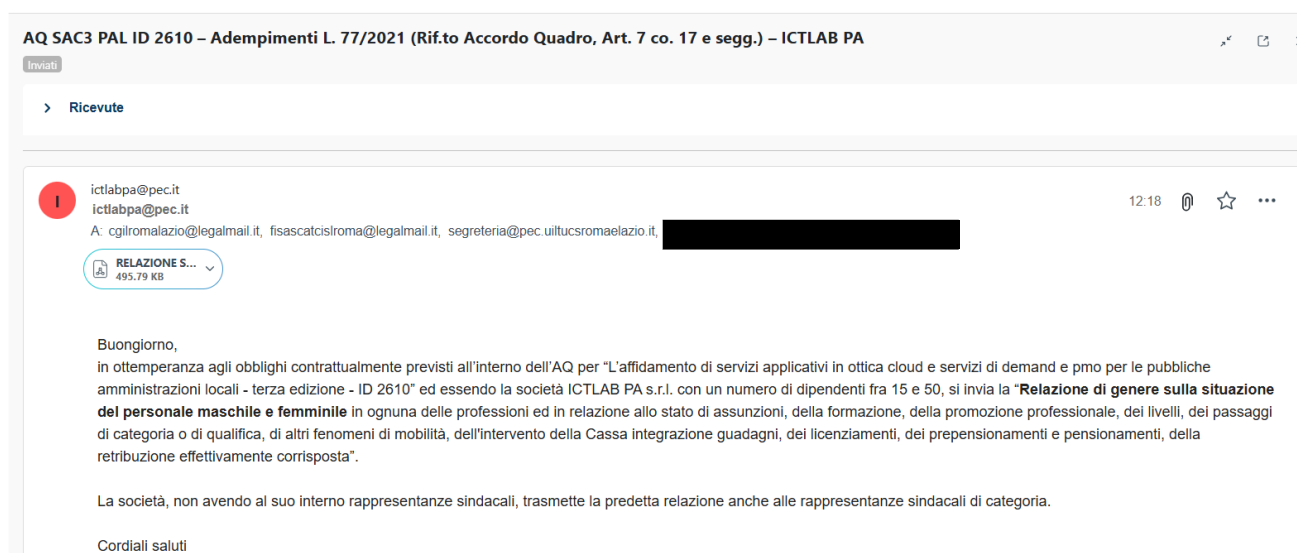 AQ SAC3 PAL ID 2610 – Adempimenti L. 77/2021 (Rif.to Accordo Quadro, Art. 7 co. 17 e segg.) – ICTLAB PA
Inviati
Ricevute
I
ictlabpa@pec.it
ictlabpa@pec.it
12:18
A: cgilromalazio@legalmail.it, fisascatcislroma@legalmail.it, segreteria@pec.uiltucsromaelazio.it,
RELAZIONE S...
495.79 KB
Buongiorno,
in ottemperanza agli obblighi contrattualmente previsti all'interno dell'AQ per “L'affidamento di servizi applicativi in ottica cloud e servizi di demand e pmo per le pubbliche
amministrazioni locali - terza edizione - ID 2610” ed essendo la società ICTLAB PA s.r.l. con un numero di dipendenti fra 15 e 50, si invia la “Relazione di genere sulla situazione
del personale maschile e femminile in ognuna delle professioni ed in relazione allo stato di assunzioni, della formazione, della promozione professionale, dei livelli, dei passaggi
di categoria o di qualifica, di altri fenomeni di mobilità, dell'intervento della Cassa integrazione guadagni, dei licenziamenti, dei prepensionamenti e pensionamenti, della
retribuzione effettivamente corrisposta”.
La società, non avendo al suo interno rappresentanze sindacali, trasmette la predetta relazione anche alle rappresentanze sindacali di categoria.
Cordiali saluti